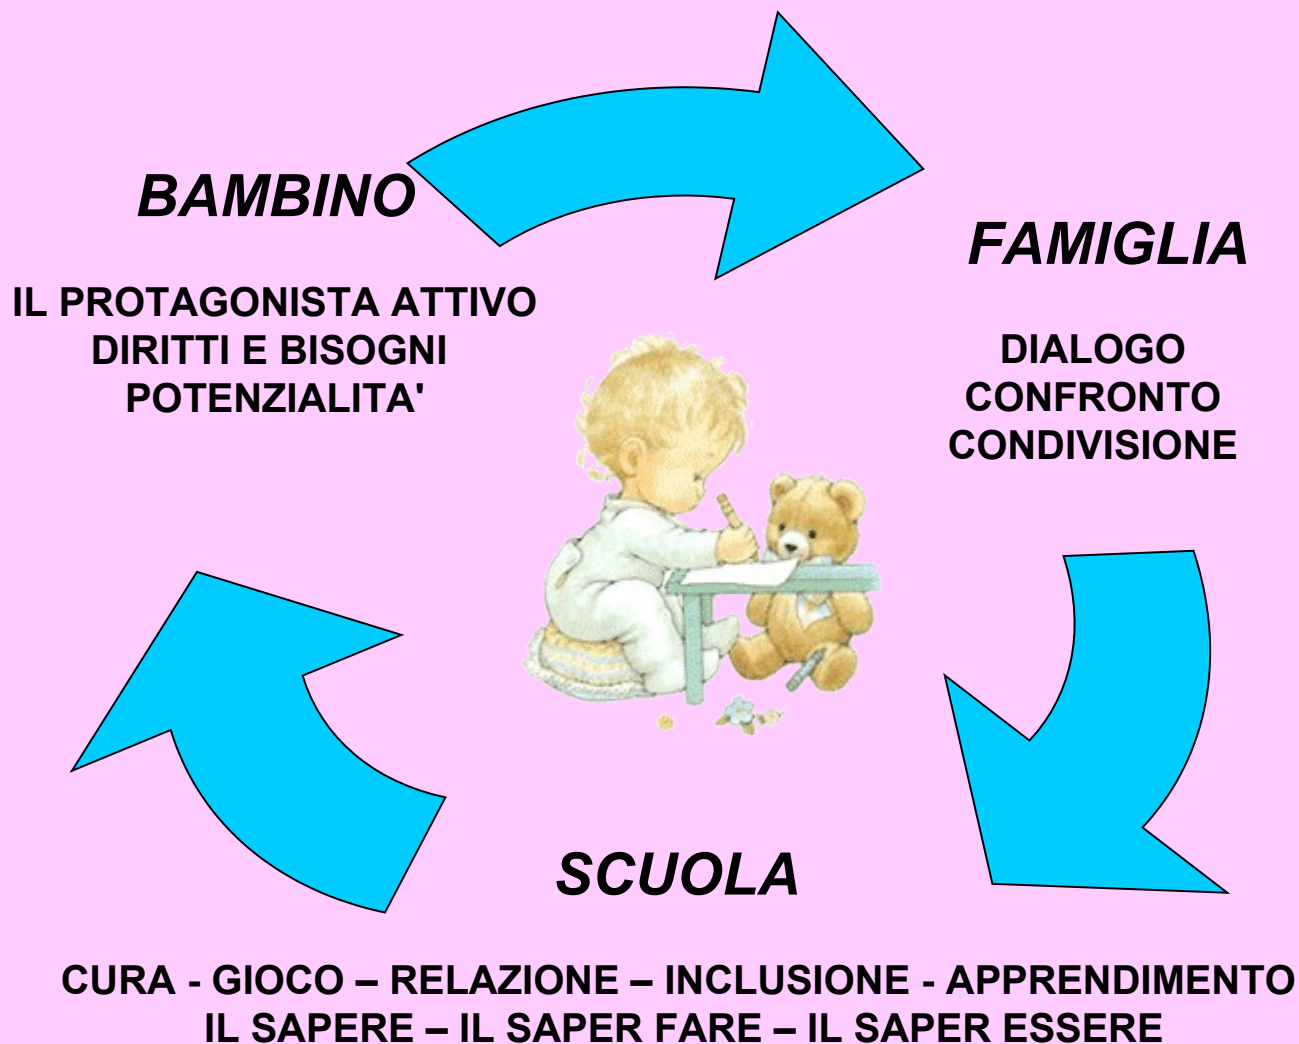 BAMBINO
IL PROTAGONISTA ATTIVO
DIRITTI E BISOGNI
POTENZIALITA'
FAMIGLIA
DIALOGO
CONFRONTO
CONDIVISIONE
SCUOLA
CURA - GIOCO – RELAZIONE – INCLUSIONE - APPRENDIMENTO
IL SAPERE – IL SAPER FARE – IL SAPER ESSERE